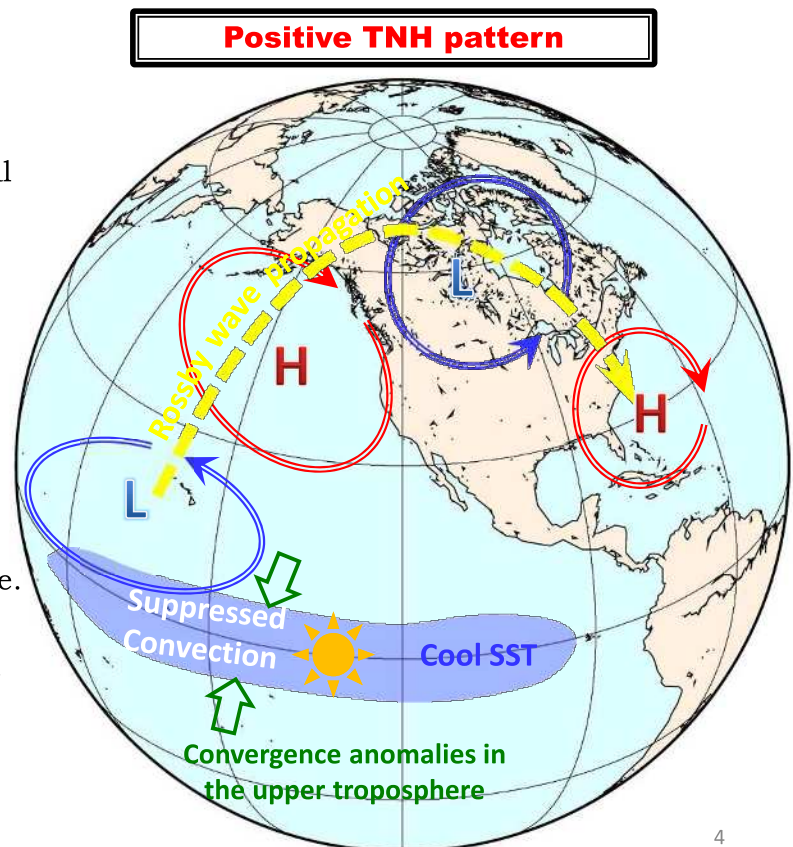 Positive TNH pattern
l
Rossby wave propagation
L
H
H
L
e.
Suppressed
Convection
Cool SST
Convergence anomalies in
the upper troposphere
4